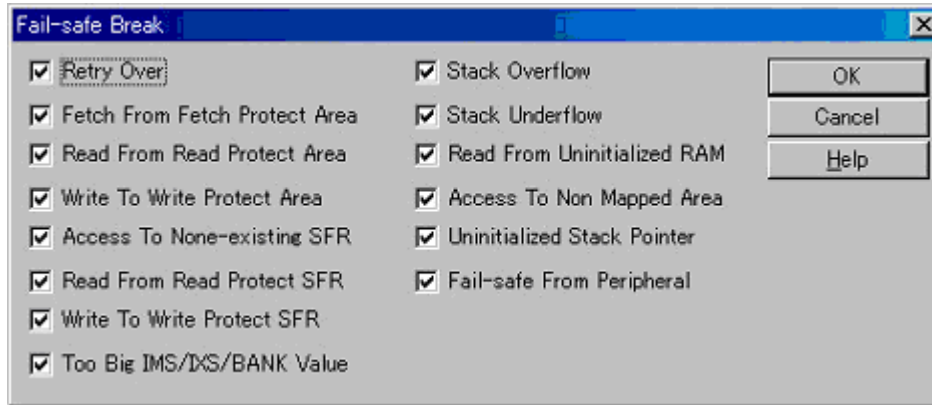 Fail-safe Break
Retry Over
Fetch From Fetch Protect Area
Read From Read Protect Area
Write To Write Protect Area
Access To None-existing SFR
Read From Read Protect SFR
Write To Write Protect SFR
Too Big IMS/IXS/BANK Value
Stack Overflow
Stack Underflow
Read From Uninitialized RAM
Access To Non Mapped Area
Uninitialized Stack Pointer
Fail-safe From Peripheral
OK
Cancel
Help